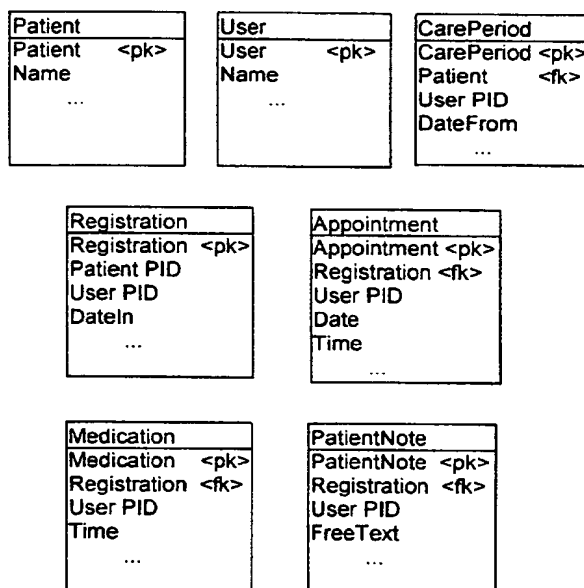 Patient
Patient <pk>
Name
...
User
User <pk>
Name
...
CarePeriod
CarePeriod <pk>
Patient <fk>
User PID
DateFrom
...
Registration
Registration <pk>
Patient PID
User PID
DateIn
...
Appointment
Appointment <pk>
Registration <fk>
User PID
Date
Time
...
Medication
Medication <pk>
Registration <fk>
User PID
Time
...
PatientNote
PatientNote <pk>
Registration <fk>
User PID
FreeText
...